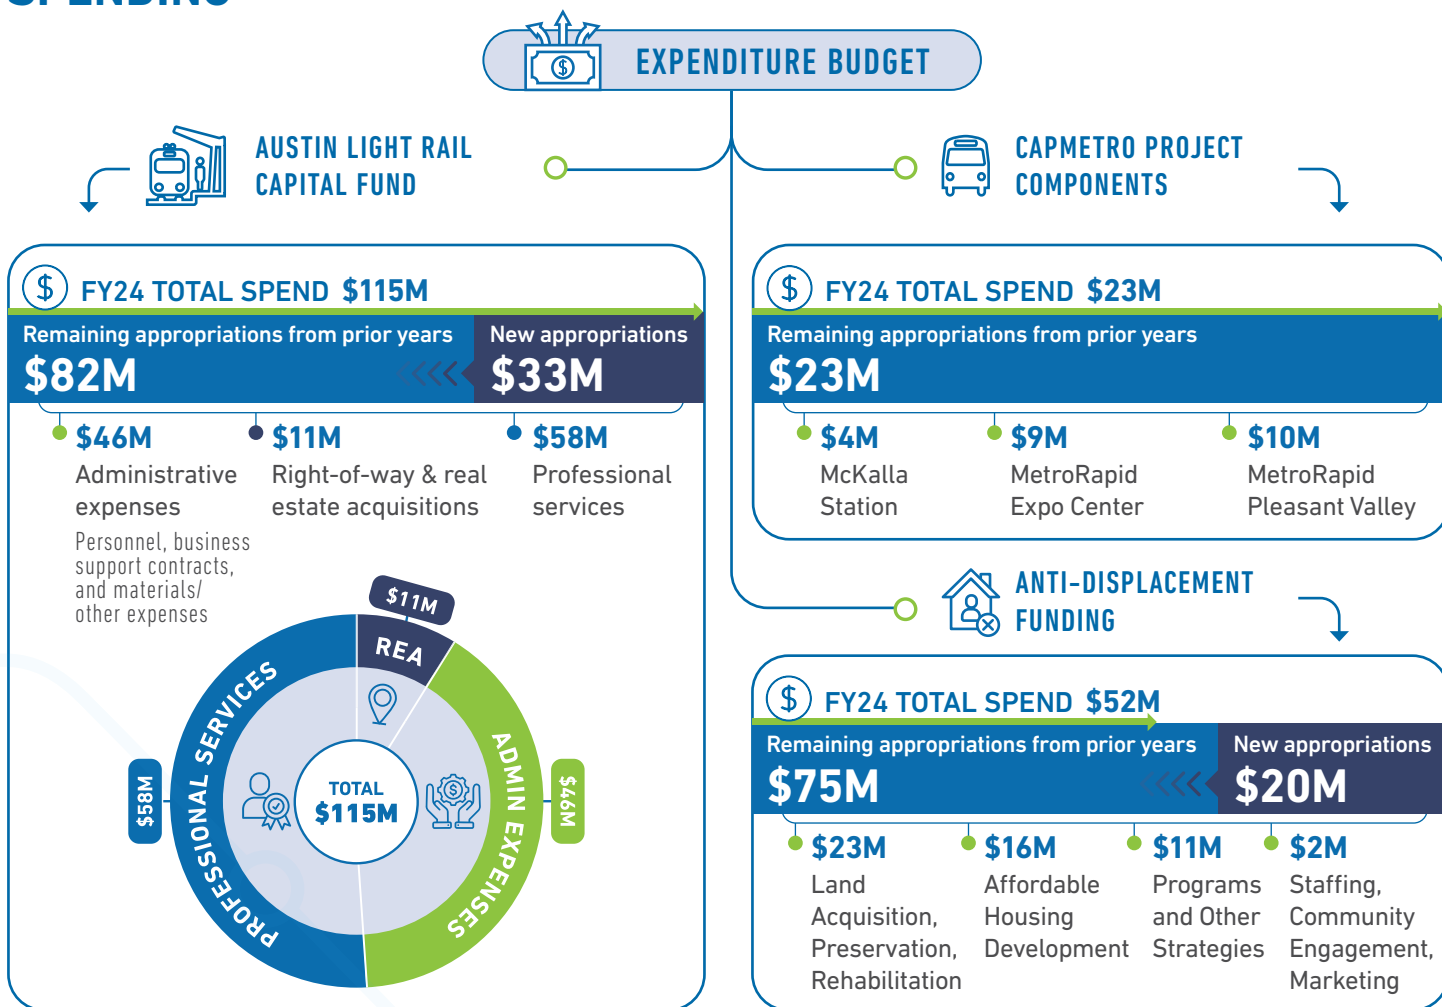 SPENDING
EXPENDITURE BUDGET
AUSTIN LIGHT RAIL
CAPITAL FUND
FY24 TOTAL SPEND $115M
Remaining appropriations from prior years
$82M
New appropriations
$33M
$46M
Administrative
expenses
Personnel, business
support contracts,
and materials/
other expenses
$11M
Right-of-way & real
estate acquisitions
$58M
Professional
services
$11M
REA
PROFESSIONAL SERVICES
$58M
ADMIN EXPENSES
$46M
TOTAL
$115M
CAPMETRO PROJECT
COMPONENTS
FY24 TOTAL SPEND $23M
Remaining appropriations from prior years
$23M
$4M
McKalla
Station
$9M
MetroRapid
Expo Center
$10M
MetroRapid
Pleasant Valley
ANTI-DISPLACEMENT
FUNDING
FY24 TOTAL SPEND $52M
Remaining appropriations from prior years
$75M
New appropriations
$20M
$23M
Land
Acquisition,
Preservation,
Rehabilitation
$16M
Affordable
Housing
Development
$11M
Programs
and Other
Strategies
$2M
Staffing,
Community
Engagement,
Marketing